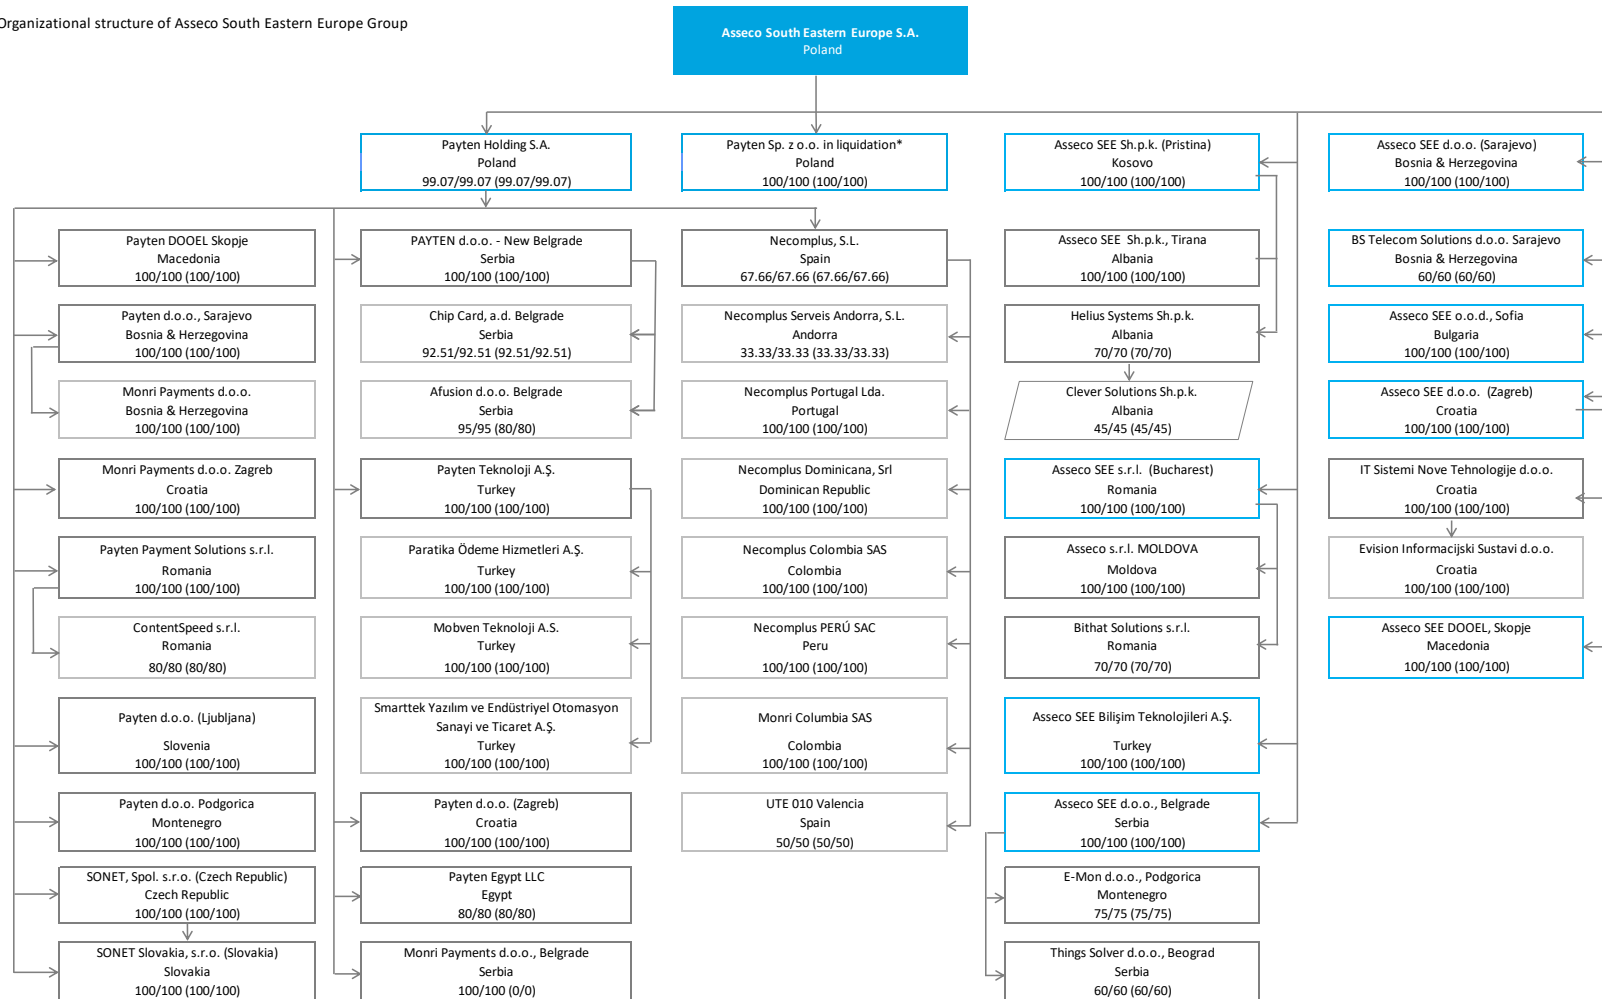 Organizational structure of Asseco South Eastern Europe Group
Asseco South Eastern Europe S.A.
Poland
Payten Holding S.A.
Poland
99.07/99.07 (99.07/99.07)
Payten Sp. z o.o. in liquidation*
Poland
100/100 (100/100)
Asseco SEE Sh.p.k. (Pristina)
Kosovo
100/100 (100/100)
Asseco SEE d.o.o. (Sarajevo)
Bosnia & Herzegovina
100/100 (100/100)
Payten DOOEL Skopje
Macedonia
100/100 (100/100)
PAYTEN d.o.o. - New Belgrade
Serbia
100/100 (100/100)
Necomplus, S.L.
Spain
67.66/67.66 (67.66/67.66)
Asseco SEE Sh.p.k., Tirana
Albania
100/100 (100/100)
BS Telecom Solutions d.o.o. Sarajevo
Bosnia & Herzegovina
60/60 (60/60)
Payten d.o.o., Sarajevo
Bosnia & Herzegovina
100/100 (100/100)
Chip Card, a.d. Belgrade
Serbia
92.51/92.51 (92.51/92.51)
Necomplus Serveis Andorra, S.L.
Andorra
33.33/33.33 (33.33/33.33)
Helius Systems Sh.p.k.
Albania
70/70 (70/70)
Asseco SEE o.o.d., Sofia
Bulgaria
100/100 (100/100)
Monri Payments d.o.o.
Bosnia & Herzegovina
100/100 (100/100)
Afusion d.o.o. Belgrade
Serbia
95/95 (80/80)
Necomplus Portugal Lda.
Portugal
100/100 (100/100)
Clever Solutions Sh.p.k.
Albania
45/45 (45/45)
Asseco SEE d.o.o. (Zagreb)
Croatia
100/100 (100/100)
Monri Payments d.o.o. Zagreb
Croatia
100/100 (100/100)
Payten Teknoloji A.Ş.
Turkey
100/100 (100/100)
Necomplus Dominicana, Srl
Dominican Republic
100/100 (100/100)
Asseco SEE s.r.l. (Bucharest)
Romania
100/100 (100/100)
IT Sistemi Nove Tehnologije d.o.o.
Croatia
100/100 (100/100)
Payten Payment Solutions s.r.l.
Romania
100/100 (100/100)
Paratika Ödeme Hizmetleri A.Ş.
Turkey
100/100 (100/100)
Necomplus Colombia SAS
Colombia
100/100 (100/100)
Asseco s.r.l. MOLDOVA
Moldova
100/100 (100/100)
Evision Informacijski Sustavi d.o.o.
Croatia
100/100 (100/100)
ContentSpeed s.r.l.
Romania
80/80 (80/80)
Mobven Teknoloji A.S.
Turkey
100/100 (100/100)
Necomplus PERÚ SAC
Peru
100/100 (100/100)
Bithat Solutions s.r.l.
Romania
70/70 (70/70)
Asseco SEE DOOEL, Skopje
Macedonia
100/100 (100/100)
Payten d.o.o. (Ljubljana)
Slovenia
100/100 (100/100)
Smarttek Yazılım ve Endüstriyel Otomasyon
Sanayi ve Ticaret A.Ş.
Turkey
100/100 (100/100)
Monri Columbia SAS
Colombia
100/100 (100/100)
Asseco SEE Bilişim Teknolojileri A.Ş.
Turkey
100/100 (100/100)
Payten d.o.o. Podgorica
Montenegro
100/100 (100/100)
Payten d.o.o. (Zagreb)
Croatia
100/100 (100/100)
UTE 010 Valencia
Spain
50/50 (50/50)
Asseco SEE d.o.o., Belgrade
Serbia
100/100 (100/100)
SONET, Spol. s.r.o. (Czech Republic)
Czech Republic
100/100 (100/100)
Payten Egypt LLC
Egypt
80/80 (80/80)
E-Mon d.o.o., Podgorica
Montenegro
75/75 (75/75)
SONET Slovakia, s.r.o. (Slovakia)
Slovakia
100/100 (100/100)
Monri Payments d.o.o., Belgrade
Serbia
100/100 (0/0)
Things Solver d.o.o., Beograd
Serbia
60/60 (60/60)